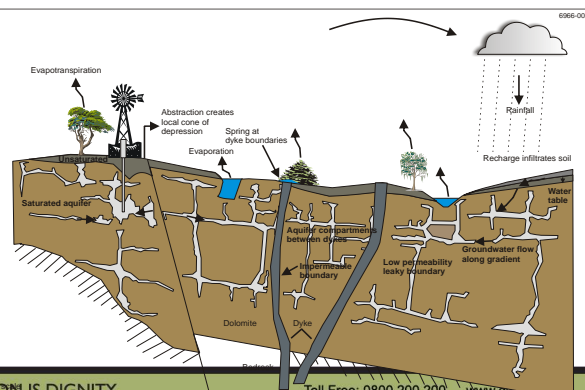 6966-00
Evapotranspiration
Abstraction creates
local cone of
depression
Spring at
dyke boundaries
Evaporation
Rainfall
Recharge infiltrates soil
Unsaturated
Water
table
Saturated aquifer
Aquifer compartments
between dykes
Groundwater flow
along gradient
Low permeability
leaky boundary
Impermeable
boundary
Dolomite
Dyke
Bedrock
IS DIGNITY
Toll Free: 0800 200 200